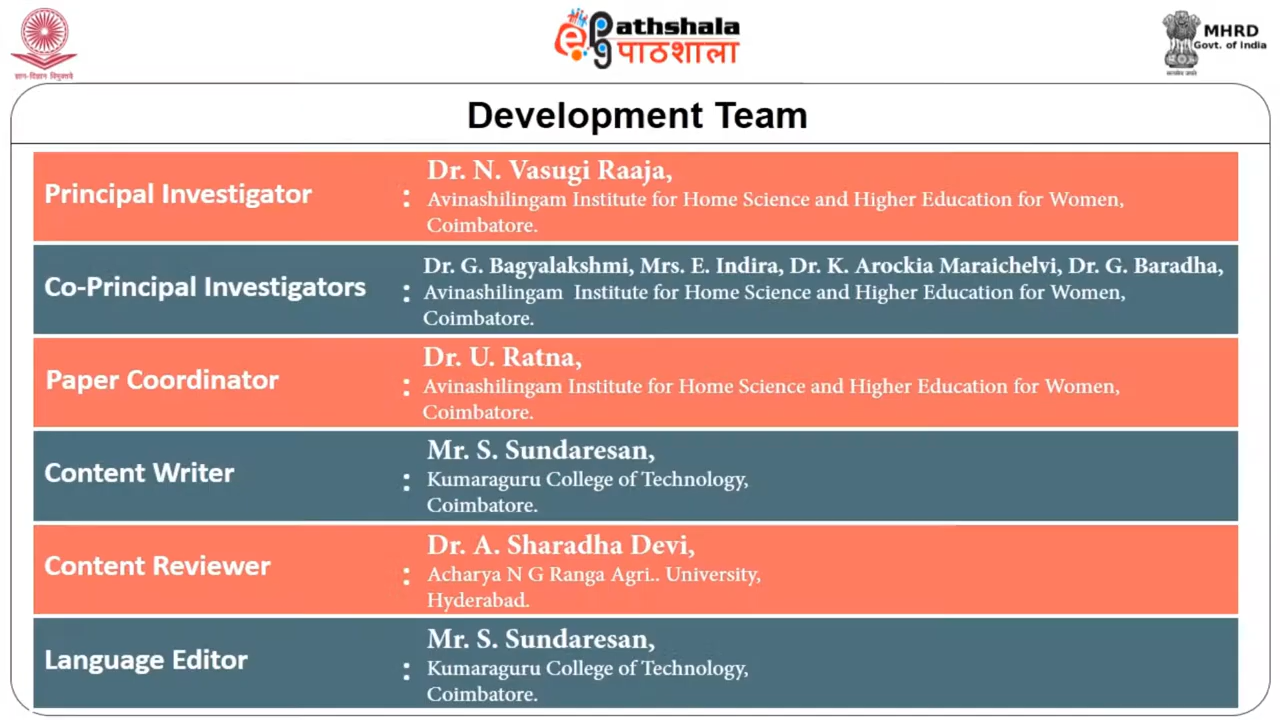 ePG Pathshala
पाठशाला
MHRD
Govt. of India
ज्ञान-विज्ञान विमुक्तये
Development Team
Principal Investigator : Dr. N. Vasugi Raaja,
Avinashilingam Institute for Home Science and Higher Education for Women,
Coimbatore.
Co-Principal Investigators : Dr. G. Bagyalakshmi, Mrs. E. Indira, Dr. K. Arockia Maraichelvi, Dr. G. Baradha,
Avinashilingam Institute for Home Science and Higher Education for Women,
Coimbatore.
Paper Coordinator : Dr. U. Ratna,
Avinashilingam Institute for Home Science and Higher Education for Women,
Coimbatore.
Content Writer : Mr. S. Sundaresan,
Kumaraguru College of Technology,
Coimbatore.
Content Reviewer : Dr. A. Sharadha Devi,
Acharya N G Ranga Agri.. University,
Hyderabad.
Language Editor : Mr. S. Sundaresan,
Kumaraguru College of Technology,
Coimbatore.